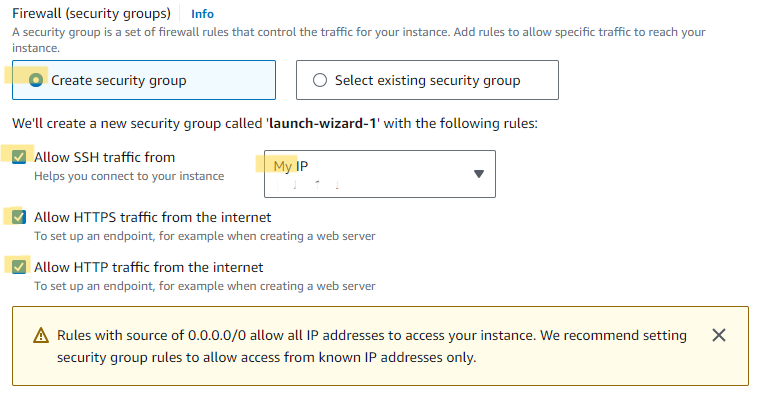 Firewall (security groups) Info
A security group is a set of firewall rules that control the traffic for your instance. Add rules to allow specific traffic to reach your
instance.
Create security group
Select existing security group
We'll create a new security group called 'launch-wizard-1' with the following rules:
Allow SSH traffic from
Helps you connect to your instance
My IP
Allow HTTPS traffic from the internet
To set up an endpoint, for example when creating a web server
Allow HTTP traffic from the internet
To set up an endpoint, for example when creating a web server
Rules with source of 0.0.0.0/0 allow all IP addresses to access your instance. We recommend setting
security group rules to allow access from known IP addresses only.